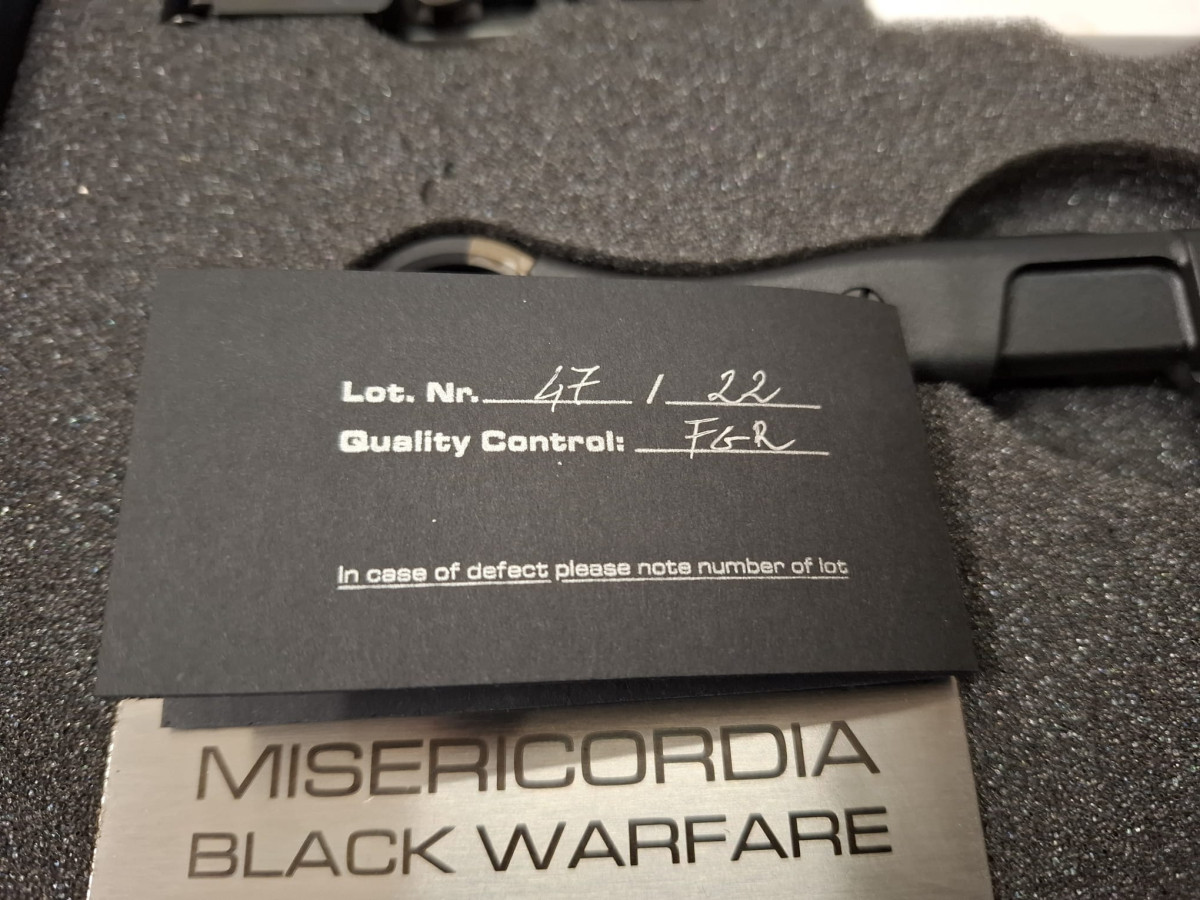 Lot. Nr. 47 / 22
Quality Control: FGR
In case of defect please note number of lot
MISERICORDIA
BLACK WARFARE